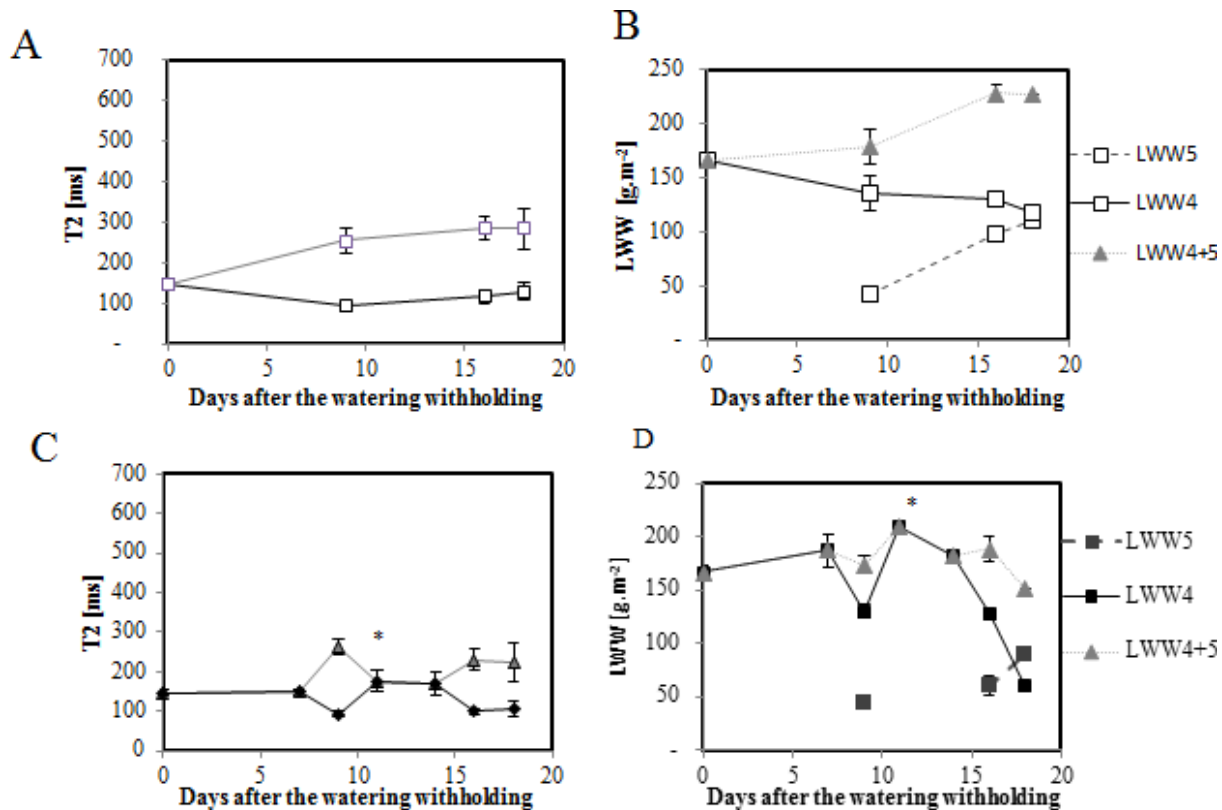 A
700
600
500
400
300
200
100
-
T2 [ms]
0 5 10 15 20
Days after the watering withholding
B
250
200
150
100
50
-
LWW [g.m⁻²]
0 5 10 15 20
Days after the watering withholding
LWW5
LWW4
LWW4+5
C
700
600
500
400
300
200
100
0
T2 [ms]
*
0 5 10 15 20
Days after the watering withholding
D
250
200
150
100
50
-
LWW [g.m⁻²]
*
0 5 10 15 20
Days after the watering withholding
LWW5
LWW4
LWW4+5